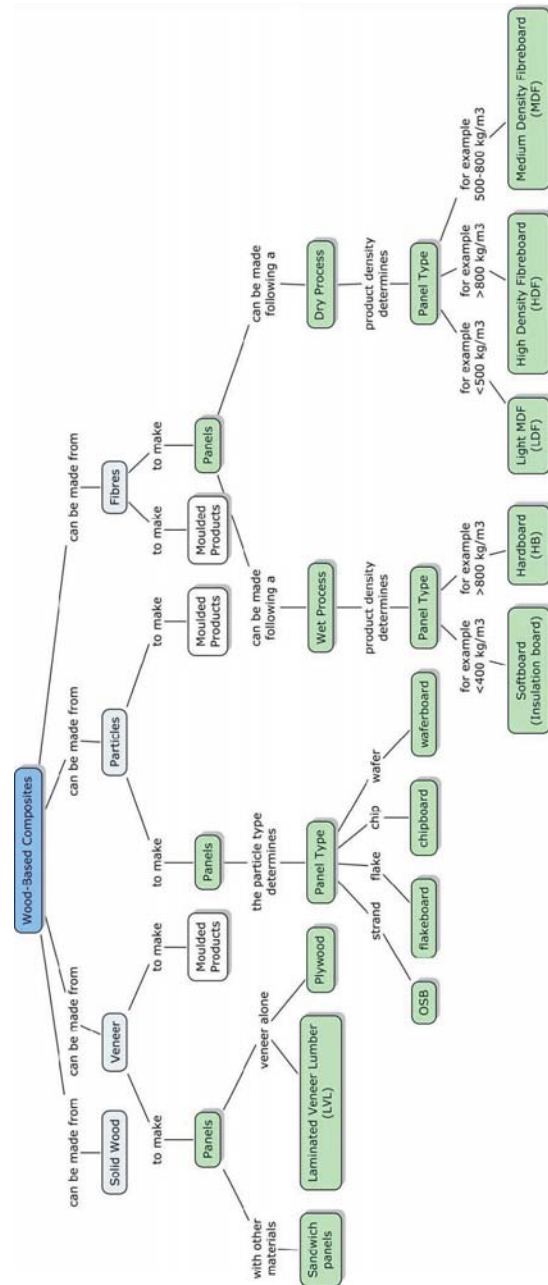 Wood-Based Composites
can be made from
can be made from
can be made from
can be made from
Solid Wood
Veneer
Particles
Fibres
to make
to make
to make
to make
to make
to make
Panels
Moulded
Products
Panels
Moulded
Products
Moulded
Products
Panels
with other
materials
veneer alone
the particle type
determines
can be made
following a
can be made
following a
Sandwich
panels
Laminated Veneer Lumber
(LVL)
Plywood
Panel Type
Wet Process
Dry Process
strand
flake
chip
wafer
product density
determines
product density
determines
OSB
flakeboard
chipboard
waferboard
Panel Type
Panel Type
for example
<400 kg/m3
for example
>800 kg/m3
for example
<500 kg/m3
for example
>800 kg/m3
for example
500-800 kg/m3
Softboard
(Insulation board)
Hardboard
(HB)
Light MDF
(LDF)
High Density Fibreboard
(HDF)
Medium Density Fibreboard
(MDF)